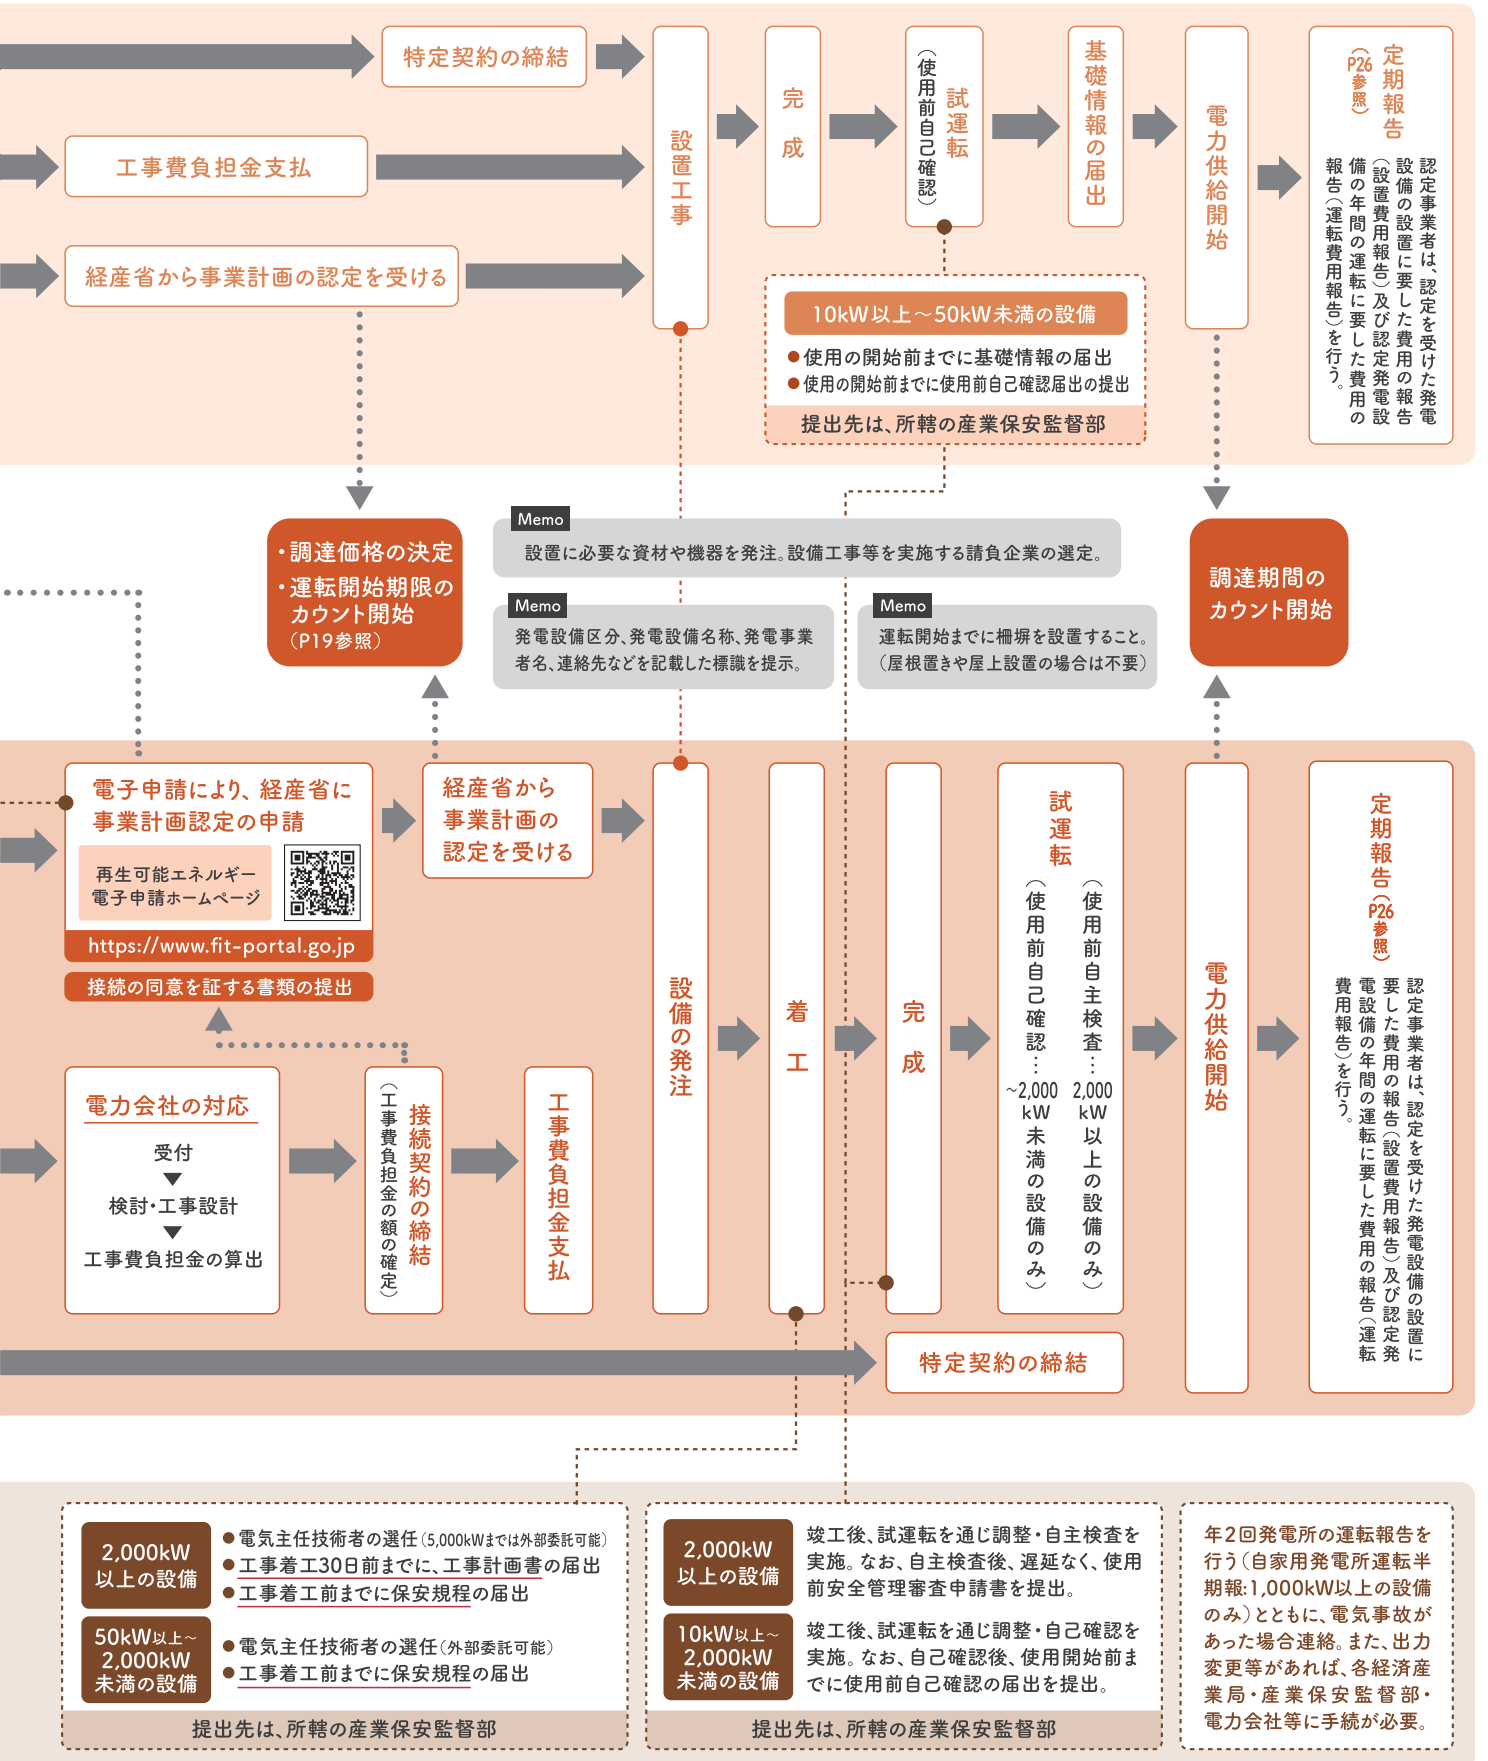 特定契約の締結
工事費負担金支払
経産省から事業計画の認定を受ける
設置工事
完成
試運転
（使用前自己確認）
基礎情報の届出
電力供給開始
定期報告
（P26参照）
認定事業者は、認定を受けた発電
設備の設置に要した費用の報告
（設置費用報告）及び認定発電設
備の年間の運転に要した費用の
報告（運転費用報告）を行う。
10kW以上～50kW未満の設備
●使用の開始前までに基礎情報の届出
●使用の開始前までに使用前自己確認届出の提出
提出先は、所轄の産業保安監督部
・調達価格の決定
・運転開始期限の
カウント開始
（P19参照）
Memo
設置に必要な資材や機器を発注。設備工事等を実施する請負企業の選定。
Memo
発電設備区分、発電設備名称、発電事業
者名、連絡先などを記載した標識を提示。
Memo
運転開始までに柵塀を設置すること。
（屋根置きや屋上設置の場合は不要）
調達期間の
カウント開始
電子申請により、経産省に
事業計画認定の申請
再生可能エネルギー
電子申請ホームページ
https://www.fit-portal.go.jp
接続の同意を証する書類の提出
経産省から
事業計画の
認定を受ける
電力会社の対応
受付
▼
検討・工事設計
▼
工事費負担金の算出
接続契約の締結
（工事費負担金の額の確定）
工事費負担金支払
設備の発注
着工
完成
試運転
（使用前自主検査…2,000kW以上の設備のみ）
（使用前自己確認…~2,000kW未満の設備のみ）
特定契約の締結
電力供給開始
定期報告（P26参照）
認定事業者は、認定を受けた発電設備の設置に
要した費用の報告（設置費用報告）及び認定発
電設備の年間の運転に要した費用の報告（運転
費用報告）を行う。
2,000kW
以上の設備
●電気主任技術者の選任（5,000kWまでは外部委託可能）
●工事着工30日前までに、工事計画書の届出
●工事着工前までに保安規程の届出
50kW以上～
2,000kW
未満の設備
●電気主任技術者の選任（外部委託可能）
●工事着工前までに保安規程の届出
提出先は、所轄の産業保安監督部
2,000kW
以上の設備
竣工後、試運転を通じ調整・自主検査を
実施。なお、自主検査後、遅延なく、使用
前安全管理審査申請書を提出。
10kW以上～
2,000kW
未満の設備
竣工後、試運転を通じ調整・自己確認を
実施。なお、自己確認後、使用開始前ま
でに使用前自己確認の届出を提出。
提出先は、所轄の産業保安監督部
年2回発電所の運転報告を
行う（自家用発電所運転半
期報:1,000kW以上の設備
のみ）とともに、電気事故が
あった場合連絡。また、出力
変更等があれば、各経済産
業局・産業保安監督部・
電力会社等に手続が必要。